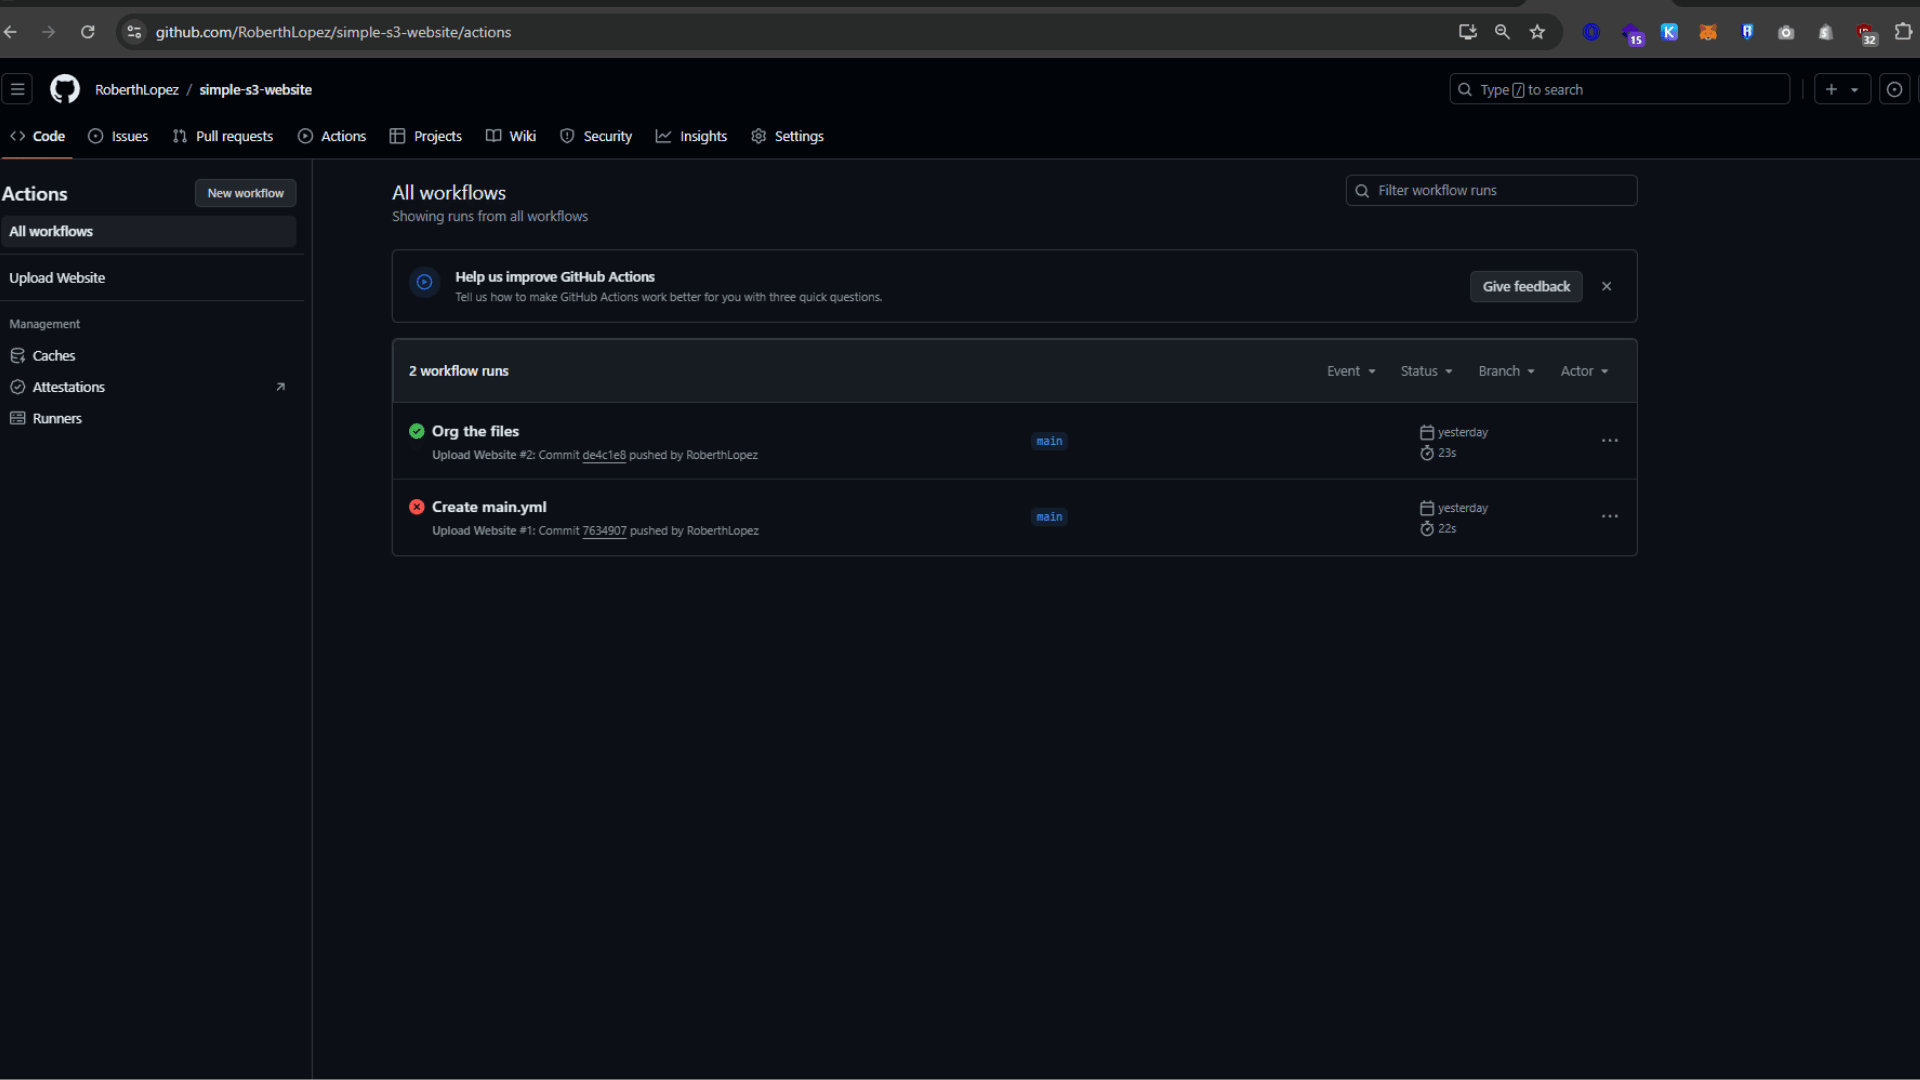 github.com/RoberthLopez/simple-s3-website/actions
15
K
32
RoberthLopez / simple-s3-website
Type / to search
Code
Issues
Pull requests
Actions
Projects
Wiki
Security
Insights
Settings
Actions
New workflow
All workflows
Upload Website
Management
Caches
Attestations
Runners
All workflows
Showing runs from all workflows
Filter workflow runs
Help us improve GitHub Actions
Tell us how to make GitHub Actions work better for you with three quick questions.
Give feedback
2 workflow runs
Event
Status
Branch
Actor
Org the files
Upload Website #2: Commit de4c1e8 pushed by RoberthLopez
main
yesterday
23s
Create main.yml
Upload Website #1: Commit 7634907 pushed by RoberthLopez
main
yesterday
22s